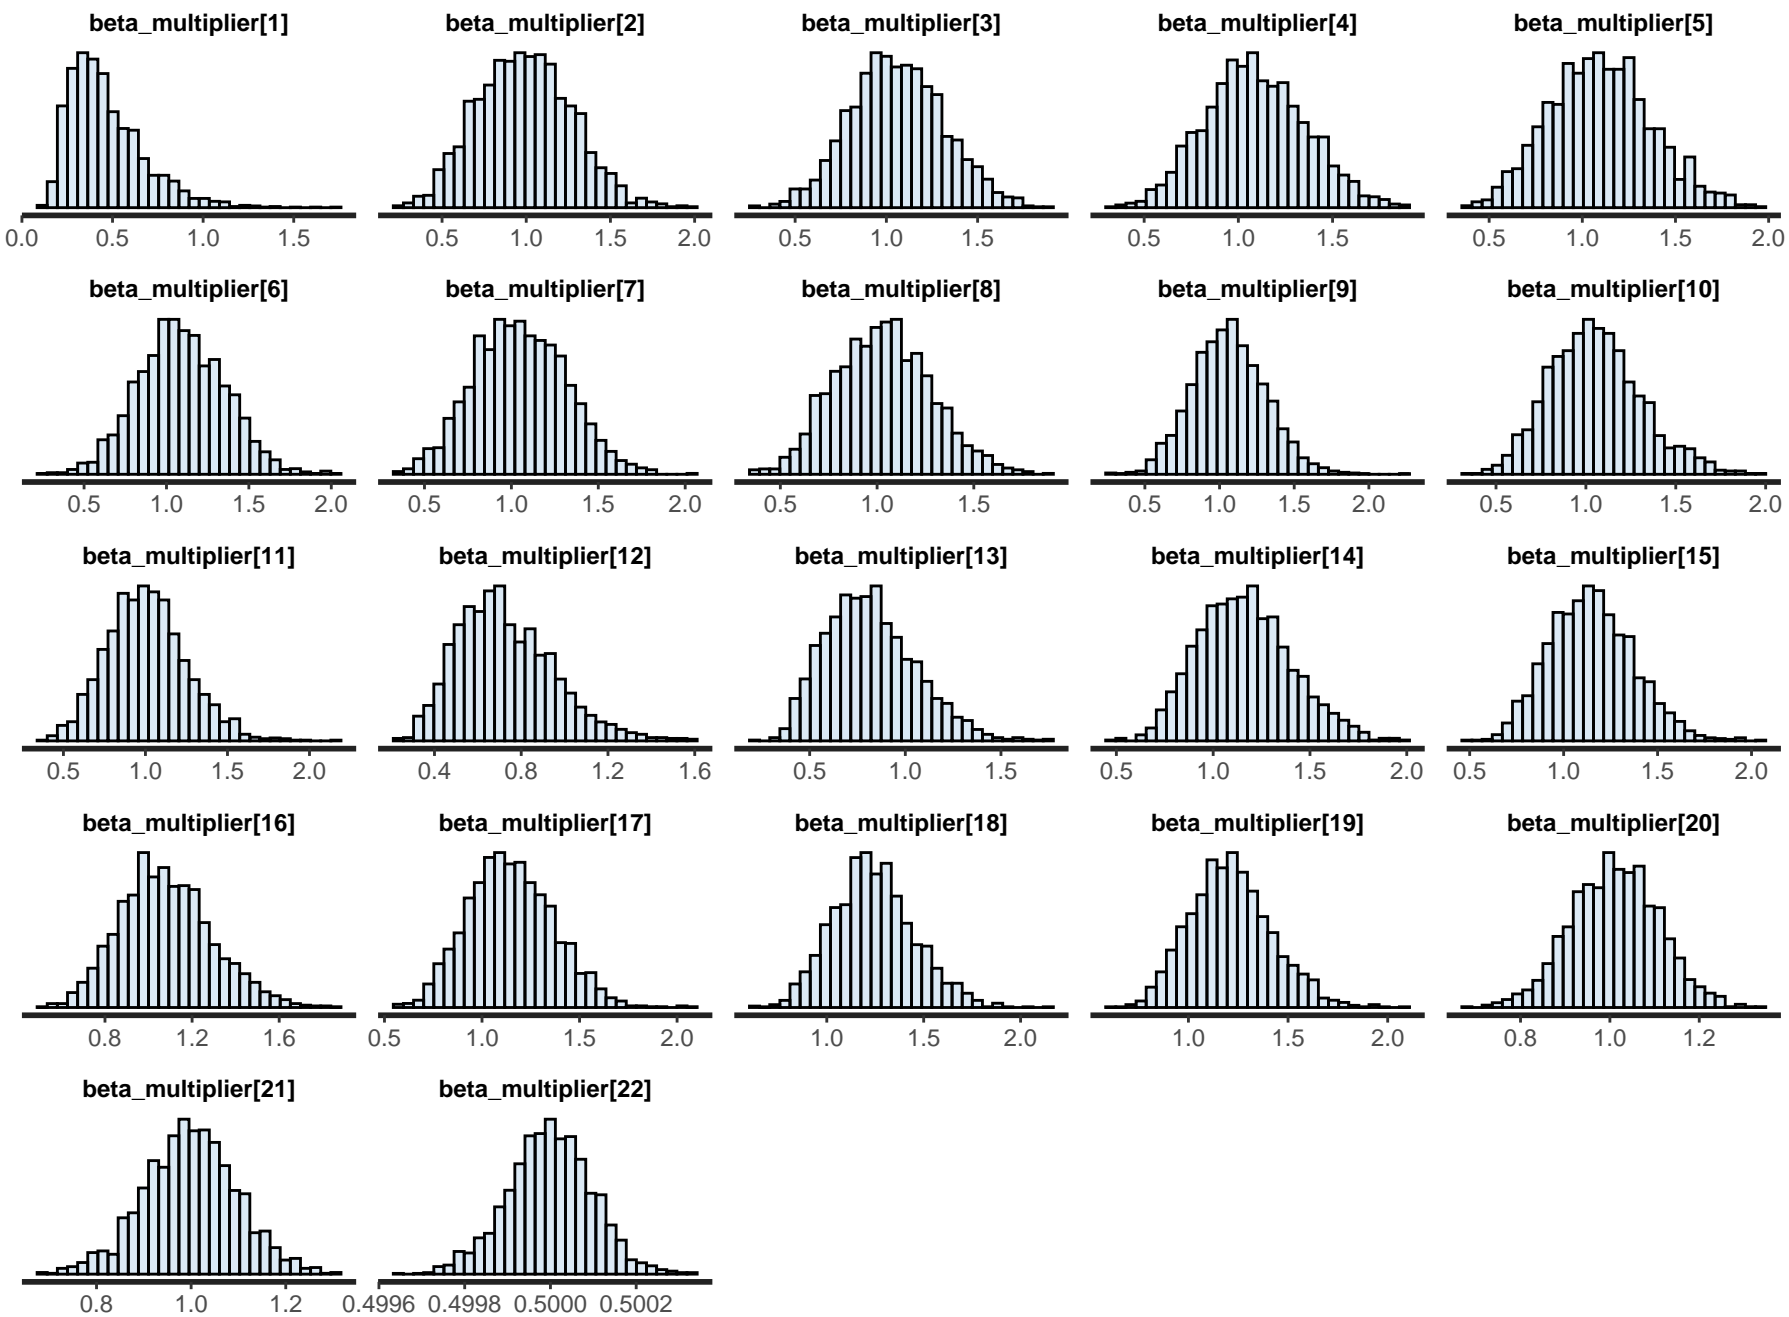 beta_multiplier[1] beta_multiplier[2] beta_multiplier[3] beta_multiplier[4] beta_multiplier[5]
0.0 0.5 1.0 1.5 0.5 1.0 1.5 2.0 0.5 1.0 1.5 0.5 1.0 1.5 0.5 1.0 1.5 2.0
beta_multiplier[6] beta_multiplier[7] beta_multiplier[8] beta_multiplier[9] beta_multiplier[10]
0.5 1.0 1.5 2.0 0.5 1.0 1.5 2.0 0.5 1.0 1.5 0.5 1.0 1.5 2.0 0.5 1.0 1.5 2.0
beta_multiplier[11] beta_multiplier[12] beta_multiplier[13] beta_multiplier[14] beta_multiplier[15]
0.5 1.0 1.5 2.0 0.4 0.8 1.2 1.6 0.5 1.0 1.5 0.5 1.0 1.5 2.0 0.5 1.0 1.5 2.0
beta_multiplier[16] beta_multiplier[17] beta_multiplier[18] beta_multiplier[19] beta_multiplier[20]
0.8 1.2 1.6 0.5 1.0 1.5 2.0 1.0 1.5 2.0 1.0 1.5 2.0 0.8 1.0 1.2
beta_multiplier[21] beta_multiplier[22]
0.8 1.0 1.2 0.4996 0.4998 0.5000 0.5002